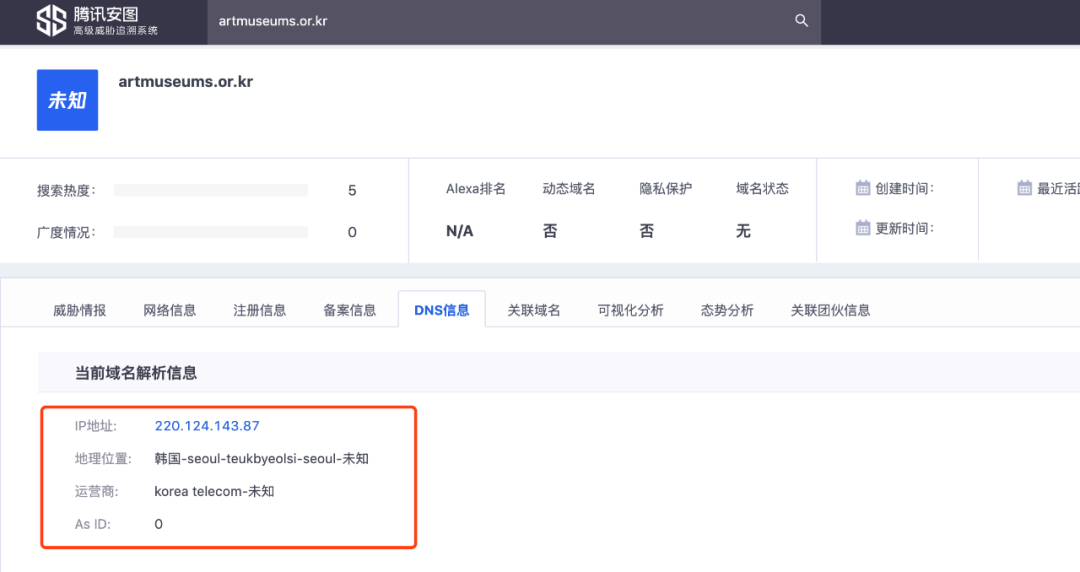 腾讯安图
高级威胁追溯系统
artmuseums.or.kr
未知
artmuseums.or.kr
搜索热度: 5
广度情况: 0
Alexa排名 动态域名 隐私保护 域名状态
N/A 否 否 无
创建时间:
更新时间:
最近活
威胁情报 网络信息 注册信息 备案信息 DNS信息 关联域名 可视化分析 态势分析 关联团伙信息
当前域名解析信息
IP地址: 220.124.143.87
地理位置: 韩国-seoul-teukbyeolsi-seoul-未知
运营商: korea telecom-未知
As ID: 0